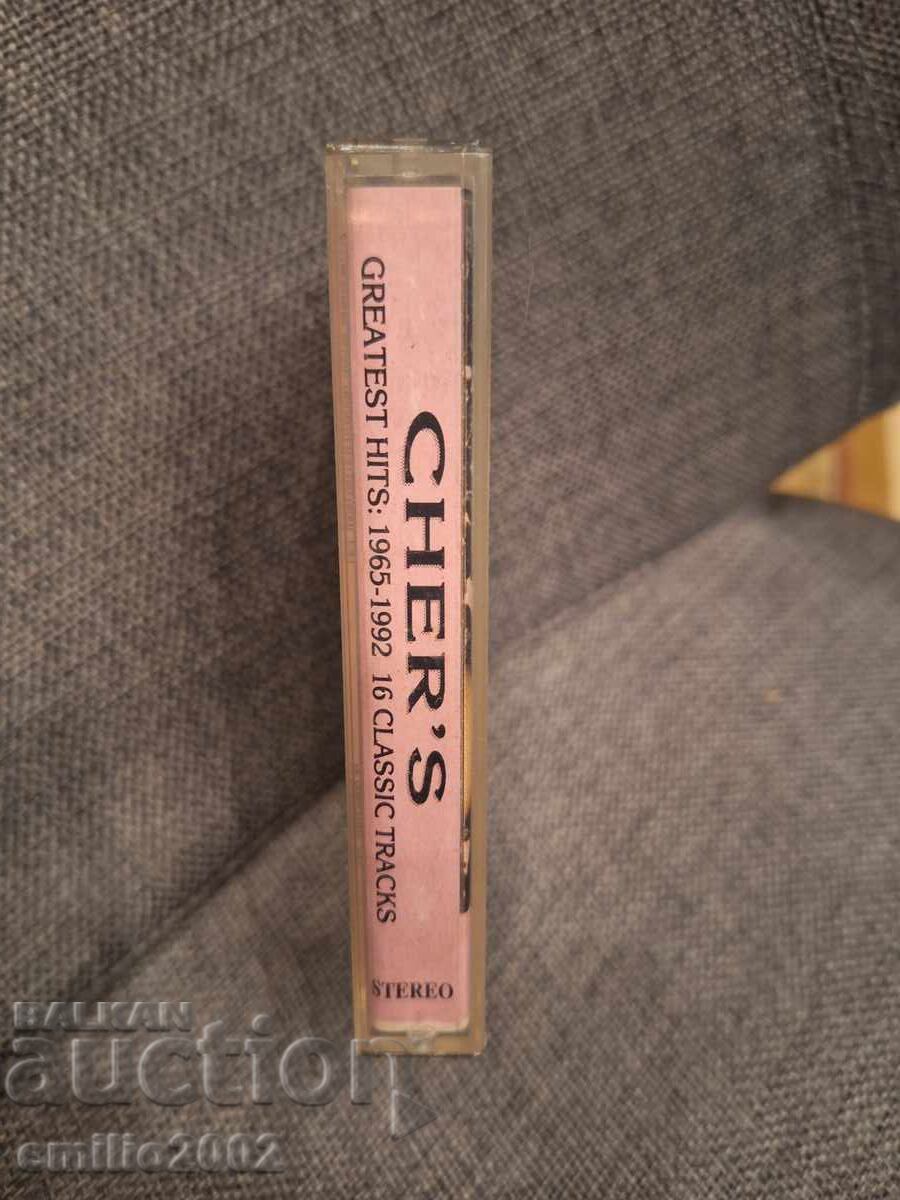 CHER'S
GREATEST HITS: 1965-1992 16 CLASSIC TRACKS
STEREO
BALKAN
auction
emilio2002